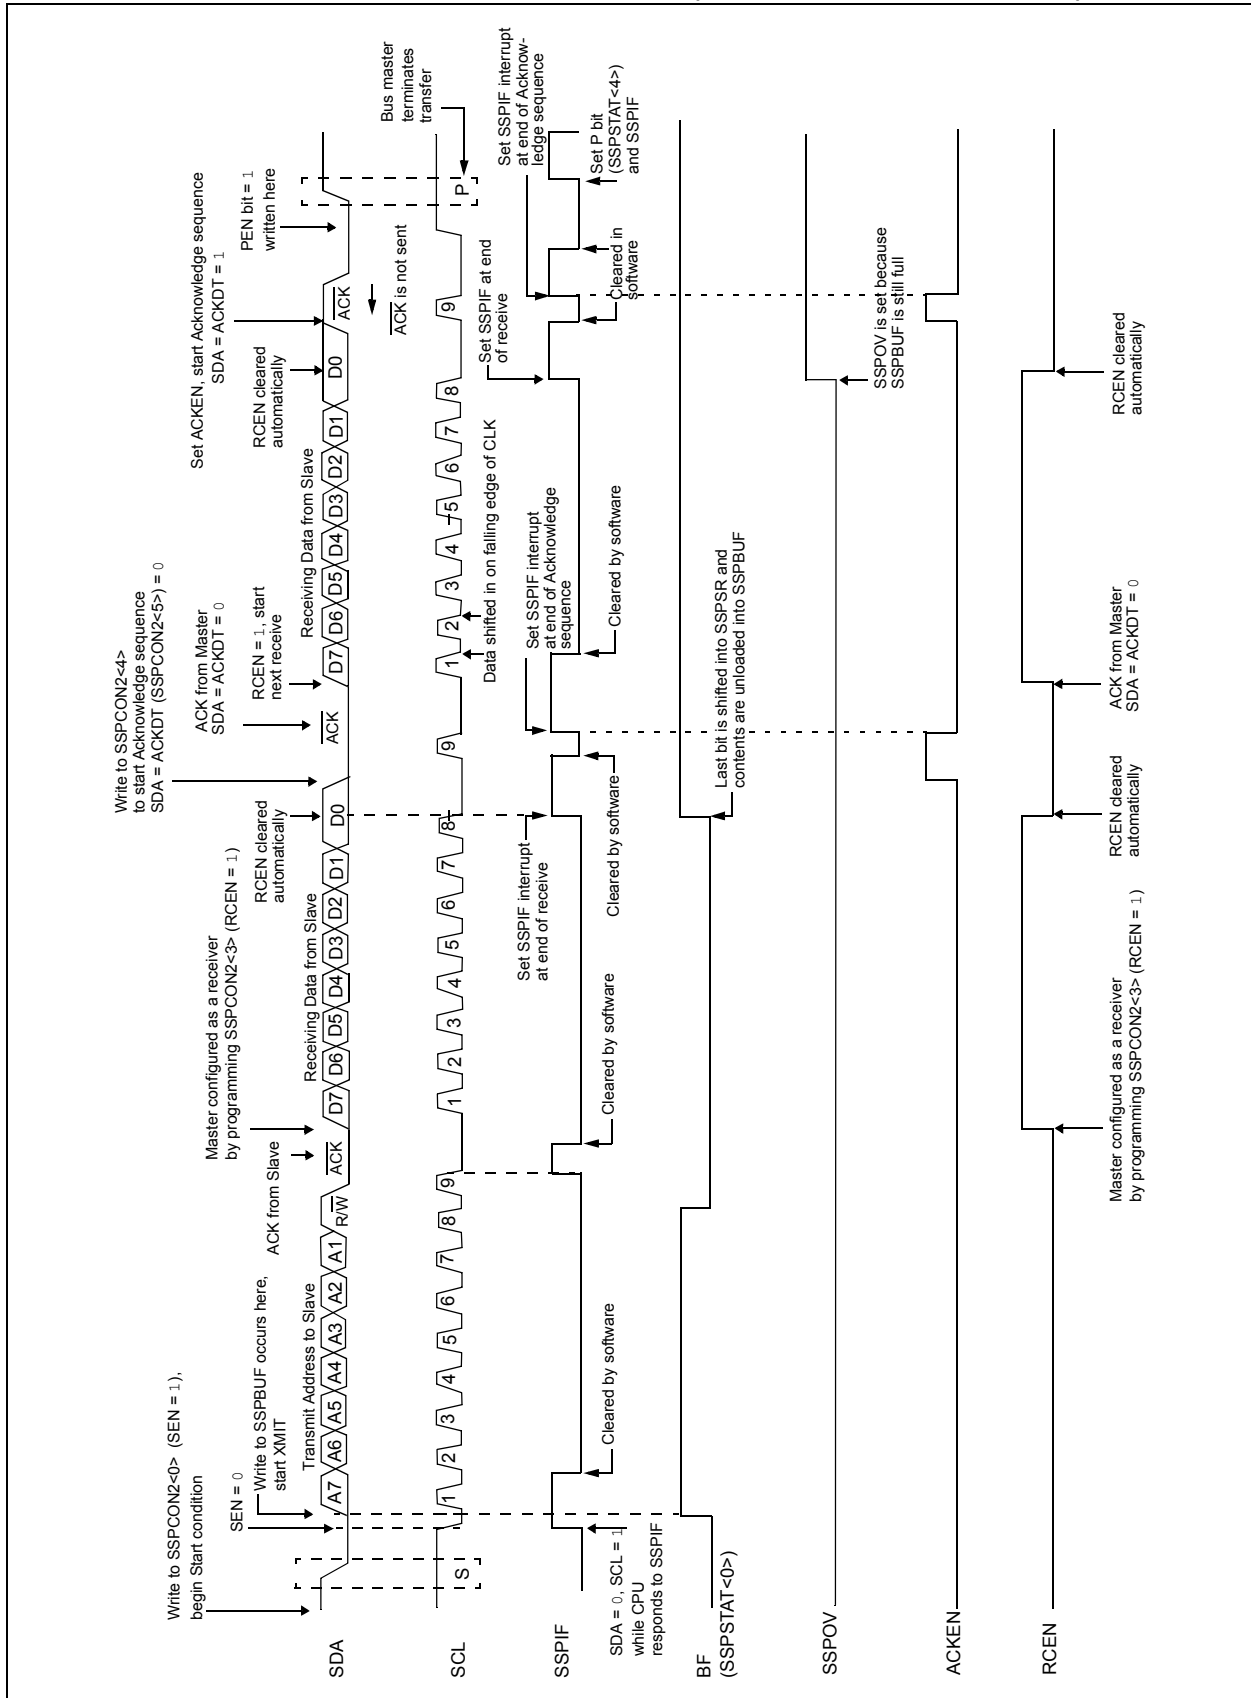 Write to SSPCON2<0> (SEN = 1),
begin Start condition
SEN = 0
Write to SSPBUF occurs here,
start XMIT
ACK from Slave
Master configured as a receiver
by programming SSPCON2<3> (RCEN = 1)
RCEN cleared
automatically
Write to SSPCON2<4>
to start Acknowledge sequence
SDA = ACKDT (SSPCON2<5>) = 0
ACK from Master
SDA = ACKDT = 0
RCEN = 1, start
next receive
RCEN cleared
automatically
Set ACKEN, start Acknowledge sequence
SDA = ACKDT = 1
PEN bit = 1
written here
Transmit Address to Slave
Receiving Data from Slave
Receiving Data from Slave
SDA
A7 A6 A5 A4 A3 A2 A1 R/W ACK D7 D6 D5 D4 D3 D2 D1 D0 ACK D7 D6 D5 D4 D3 D2 D1 D0 ACK
ACK is not sent
Bus master
terminates
transfer
SCL
S 1 2 3 4 5 6 7 8 9 1 2 3 4 5 6 7 8 9 1 2 3 4 5 6 7 8 9 P
Data shifted in on falling edge of CLK
Set SSPIF interrupt
at end of receive
Set SSPIF interrupt
at end of Acknowledge
sequence
Set SSPIF at end
of receive
Set SSPIF interrupt
at end of Acknow-
ledge sequence
SSPIF
SDA = 0, SCL = 1
while CPU
responds to SSPIF
Cleared by software
Cleared by software
Cleared by software
Cleared by software
Cleared by software
Cleared in
software
Set P bit
(SSPSTAT<4>)
and SSPIF
BF
(SSPSTAT<0>)
Last bit is shifted into SSPSR and
contents are unloaded into SSPBUF
SSPOV
SSPOV is set because
SSPBUF is still full
ACKEN
RCEN
Master configured as a receiver
by programming SSPCON2<3> (RCEN = 1)
RCEN cleared
automatically
ACK from Master
SDA = ACKDT = 0
RCEN cleared
automatically